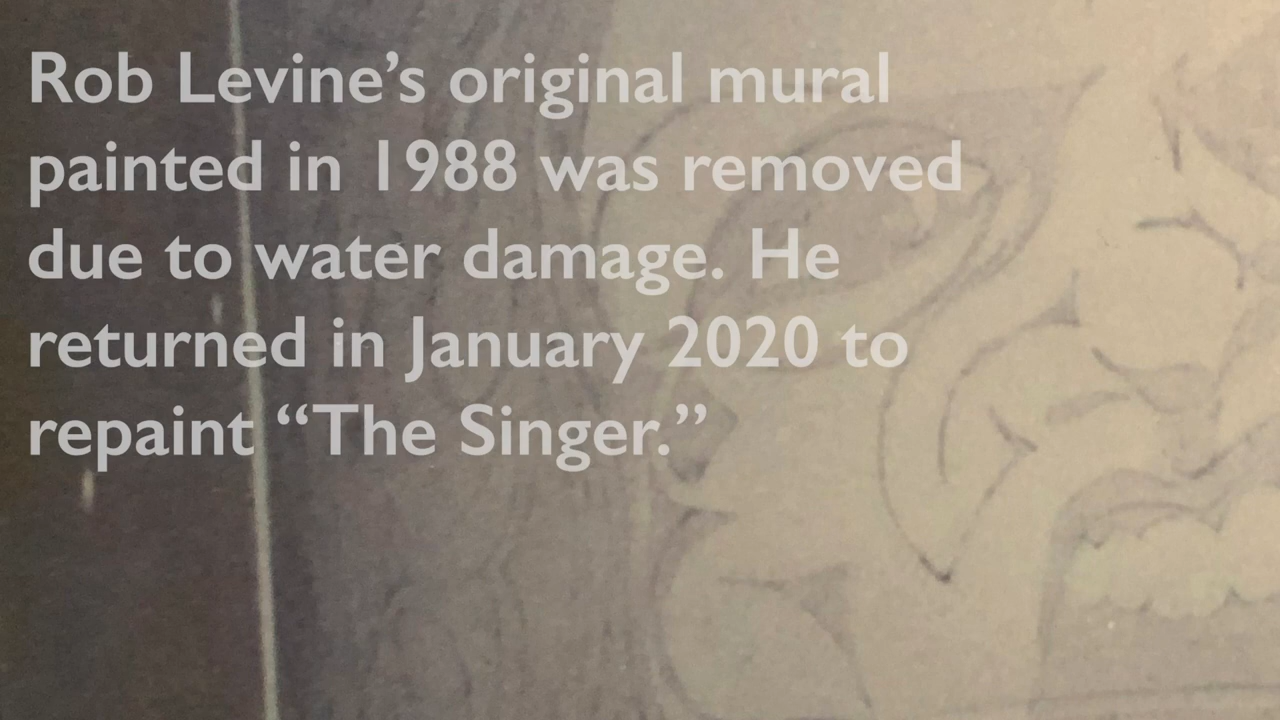 Rob Levine’s original mural
painted in 1988 was removed
due to water damage. He
returned in January 2020 to
repaint “The Singer.”